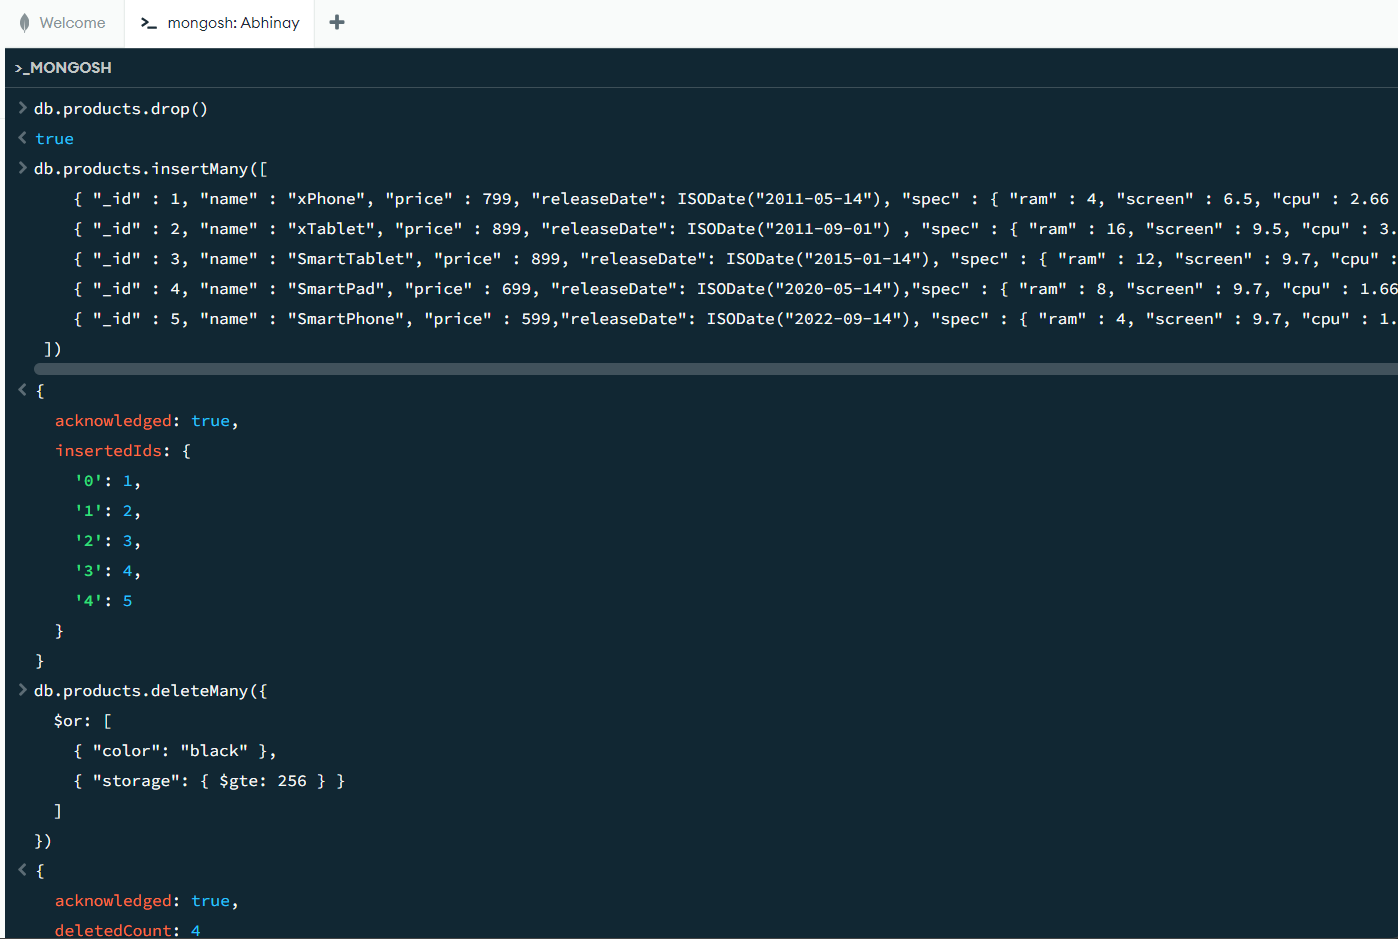 Welcome
>_ mongosh: Abhinay +
>_MONGOSH
> db.products.drop()
< true
> db.products.insertMany([
{ "_id" : 1, "name" : "xPhone", "price" : 799, "releaseDate": ISODate("2011-05-14"), "spec" : { "ram" : 4, "screen" : 6.5, "cpu" : 2.66
{ "_id" : 2, "name" : "xTablet", "price" : 899, "releaseDate": ISODate("2011-09-01") , "spec" : { "ram" : 16, "screen" : 9.5, "cpu" : 3.
{ "_id" : 3, "name" : "SmartTablet", "price" : 899, "releaseDate": ISODate("2015-01-14"), "spec" : { "ram" : 12, "screen" : 9.7, "cpu" :
{ "_id" : 4, "name" : "SmartPad", "price" : 699, "releaseDate": ISODate("2020-05-14"),"spec" : { "ram" : 8, "screen" : 9.7, "cpu" : 1.66
{ "_id" : 5, "name" : "SmartPhone", "price" : 599,"releaseDate": ISODate("2022-09-14"), "spec" : { "ram" : 4, "screen" : 9.7, "cpu" : 1.
])
< {
acknowledged: true,
insertedIds: {
'0': 1,
'1': 2,
'2': 3,
'3': 4,
'4': 5
}
}
> db.products.deleteMany({
$or: [
{ "color": "black" },
{ "storage": { $gte: 256 } }
]
})
< {
acknowledged: true,
deletedCount: 4